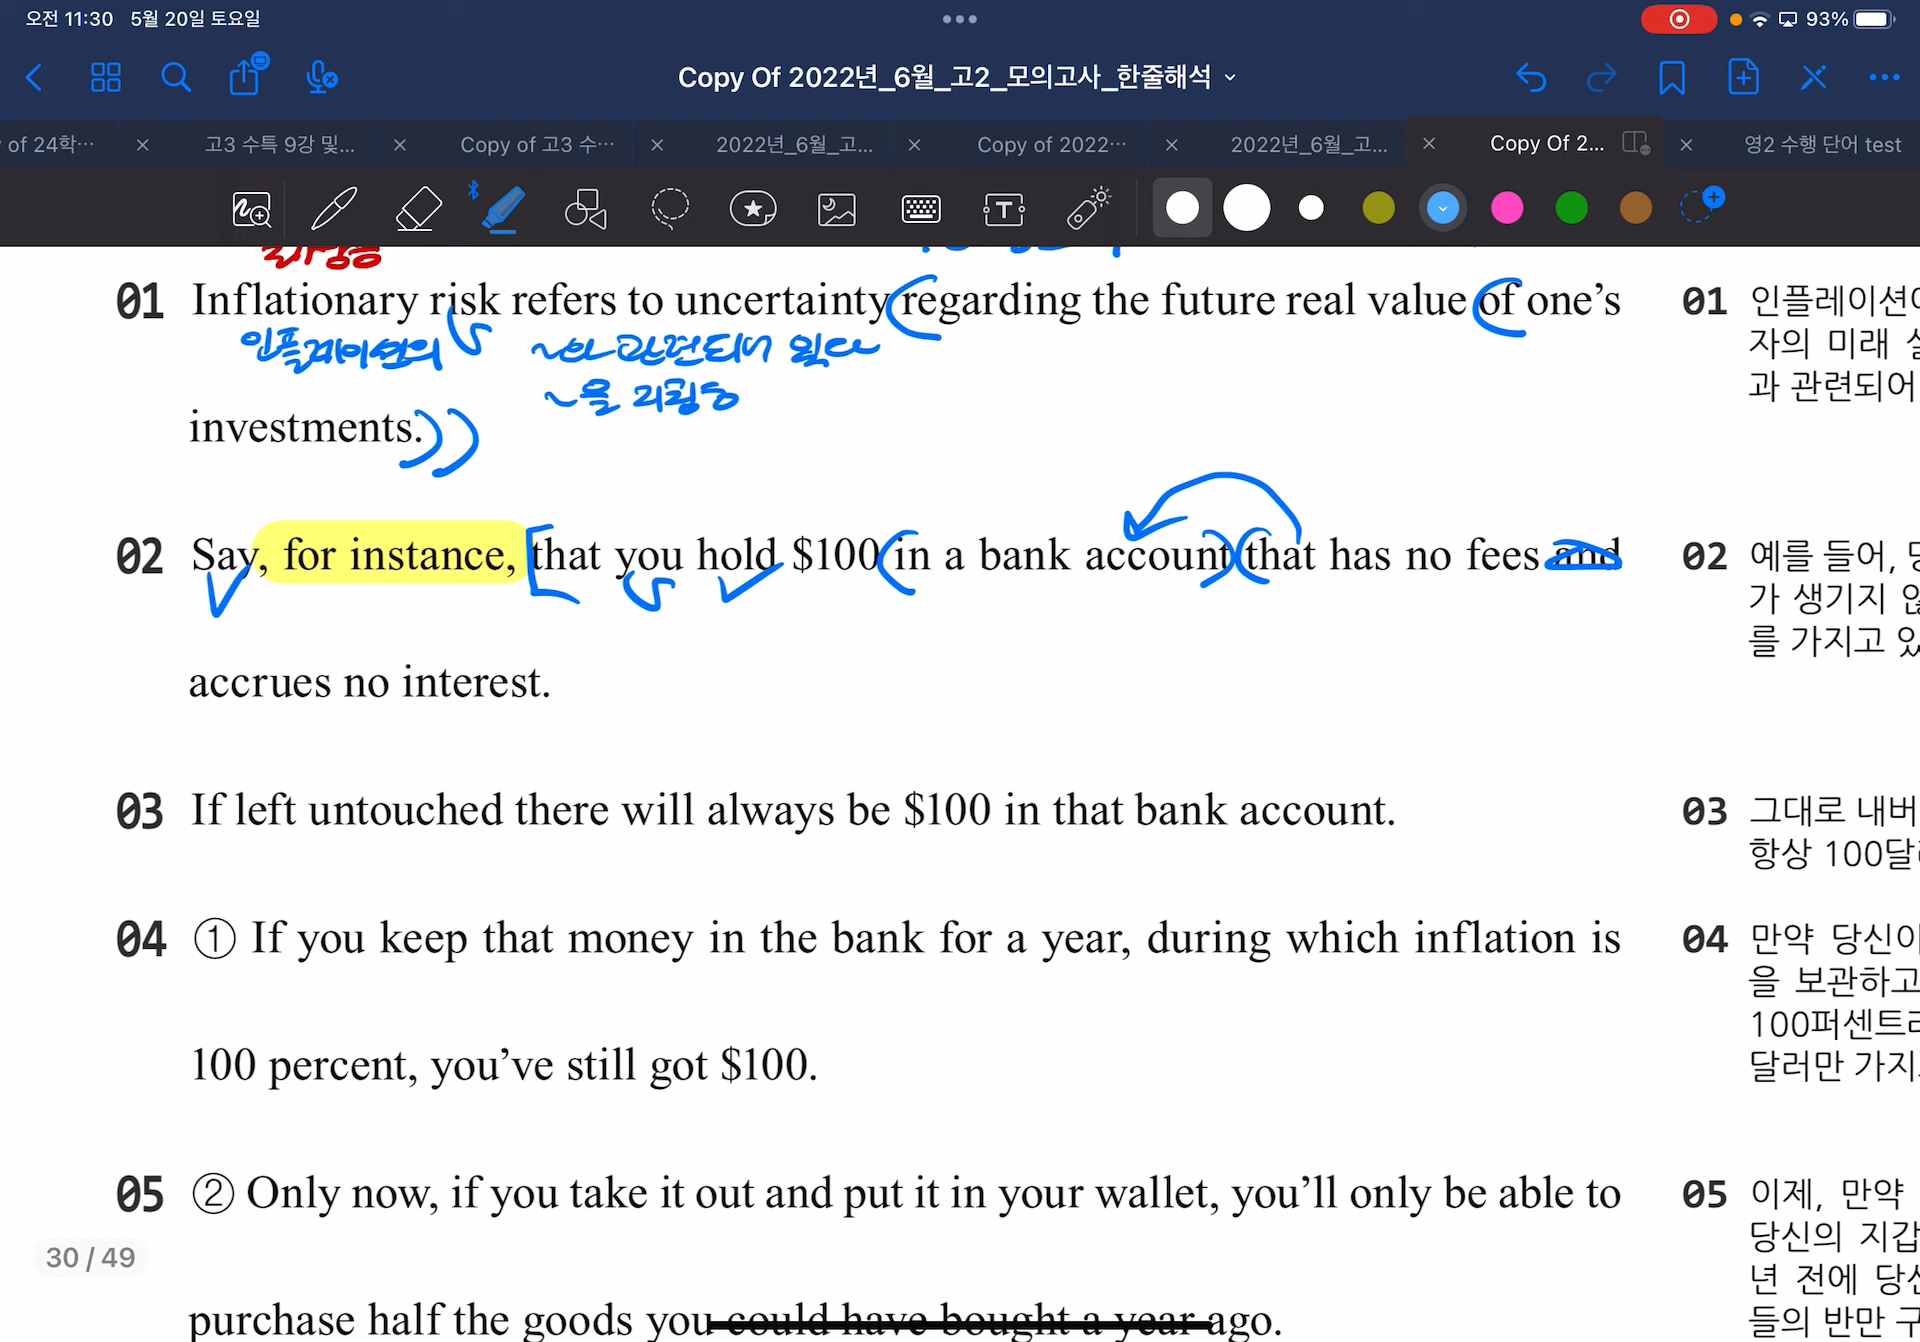 오전 11:30 5월 20일 토요일
93%
Copy Of 2022년_6월_고2_모의고사_한줄해석
of 24학… 고3 수특 9강 및... Copy of 고3 수… 2022년_6월_고... Copy of 2022… 2022년_6월_고... Copy Of 2... 영2 수행 단어 test
01 Inflationary risk refers to uncertainty regarding the future real value of one's
인플레이션의 ~와 관련되어 있다
~을 지칭
investments.
02 Say, for instance, that you hold $100 in a bank account that has no fees and
accrues no interest.
03 If left untouched there will always be $100 in that bank account.
04 ① If you keep that money in the bank for a year, during which inflation is
100 percent, you've still got $100.
05 ② Only now, if you take it out and put it in your wallet, you'll only be able to
purchase half the goods you could have bought a year ago.
30 / 49
01 인플레이션
자의 미래
과 관련되어
02 예를 들어,
가 생기지
를 가지고
03 그대로 내버
항상 100달
04 만약 당신이
을 보관하고
100퍼센트
달러만 가지
05 이제, 만약
당신의 지갑
년 전에
들의 반만